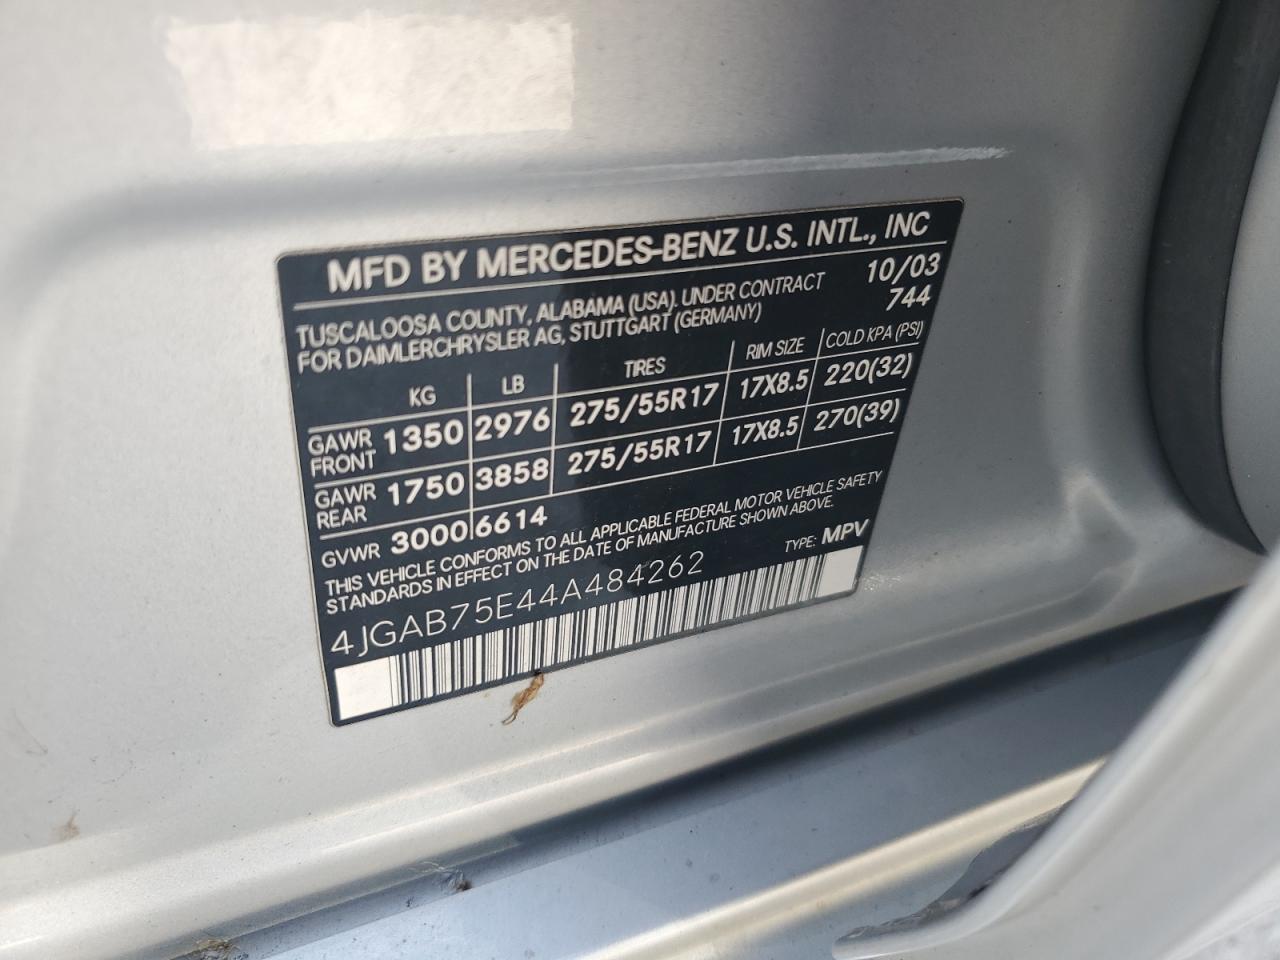 MFD BY MERCEDES-BENZ U.S. INTL., INC
TUSCALOOSA COUNTY, ALABAMA (USA). UNDER CONTRACT 10/03
FOR DAIMLERCHRYSLER AG, STUTTGART (GERMANY) 744
KG LB TIRES RIM SIZE COLD KPA (PSI)
GAWR FRONT 1350 2976 275/55R17 17X8.5 220(32)
GAWR REAR 1750 3858 275/55R17 17X8.5 270(39)
GVWR 3000 6614
THIS VEHICLE CONFORMS TO ALL APPLICABLE FEDERAL MOTOR VEHICLE SAFETY
STANDARDS IN EFFECT ON THE DATE OF MANUFACTURE SHOWN ABOVE.
4JGAB75E44A484262 TYPE: MPV